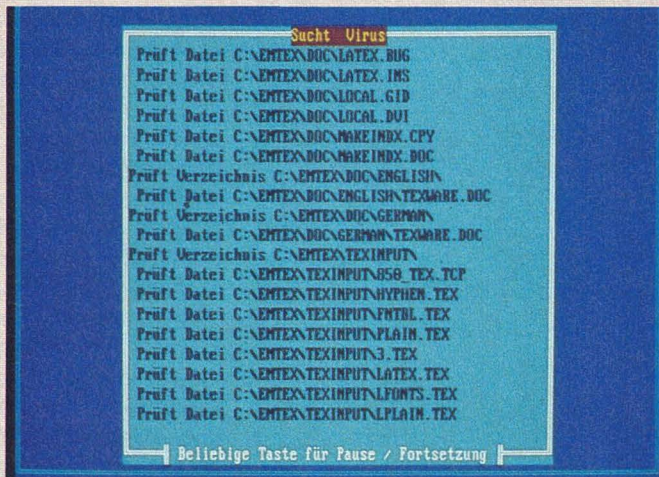 Sucht Virus
Prüft Datei C:\EMTEX\DOC\LATEX.BUG
Prüft Datei C:\EMTEX\DOC\LATEX.INS
Prüft Datei C:\EMTEX\DOC\LOCAL.GID
Prüft Datei C:\EMTEX\DOC\LOCAL.DVI
Prüft Datei C:\EMTEX\DOC\MAKEINDX.CPY
Prüft Datei C:\EMTEX\DOC\MAKEINDX.DOC
Prüft Verzeichnis C:\EMTEX\DOC\ENGLISH\
Prüft Datei C:\EMTEX\DOC\ENGLISH\TEXWARE.DOC
Prüft Verzeichnis C:\EMTEX\DOC\GERMAN\
Prüft Datei C:\EMTEX\DOC\GERMAN\TEXWARE.DOC
Prüft Verzeichnis C:\EMTEX\TEXINPUT\
Prüft Datei C:\EMTEX\TEXINPUT\850_TEX.TCP
Prüft Datei C:\EMTEX\TEXINPUT\HYPHEN.TEX
Prüft Datei C:\EMTEX\TEXINPUT\FNTBL.TEX
Prüft Datei C:\EMTEX\TEXINPUT\PLAIN.TEX
Prüft Datei C:\EMTEX\TEXINPUT\3.TEX
Prüft Datei C:\EMTEX\TEXINPUT\LATEX.TEX
Prüft Datei C:\EMTEX\TEXINPUT\LFONTS.TEX
Prüft Datei C:\EMTEX\TEXINPUT\LPLAIN.TEX
Beliebige Taste für Pause / Fortsetzung